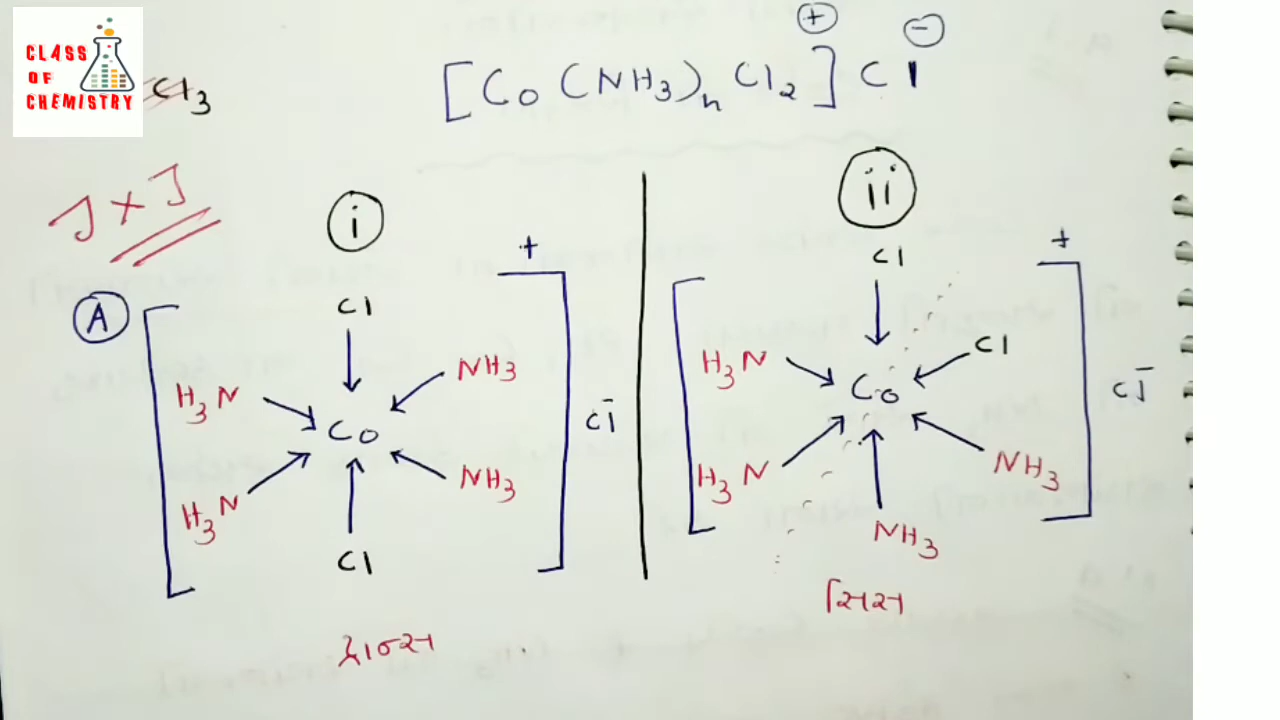 CLASS
OF
CHEMISTRY
Cl₃
[Co(NH₃)ₙCl₂]⁺ Cl⁻
i
ii
A
Cl
H₃N NH₃
Co
H₃N NH₃
Cl
+
Cl⁻
ટ્રાન્સ
Cl
H₃N Cl
Co
H₃N NH₃
NH₃
+
Cl⁻
સિસ